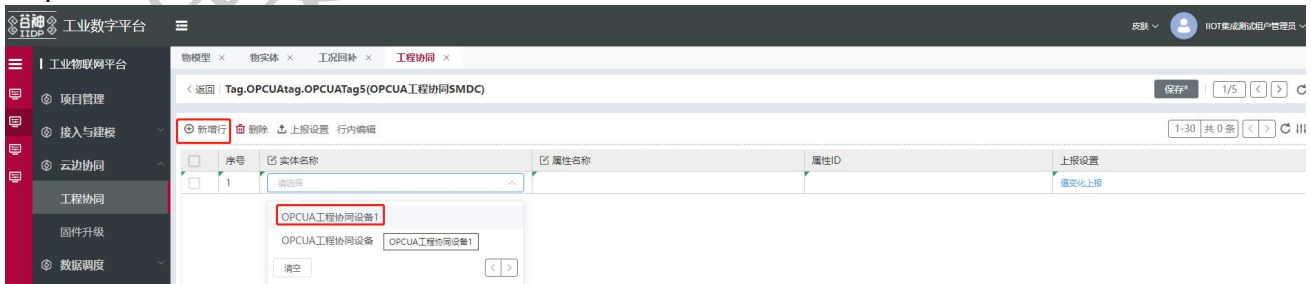 谷神 IIDP 工业数字平台 皮肤 IIOT集成测试租户管理员
工业物联网平台 物模型 × 物实体 × 工况回补 × 工程协同 ×
< 返回 Tag.OPCUAtag.OPCUATag5(OPCUA工程协同SMDC) 保存* 1/5 < >
项目管理
接入与建模 新增行 删除 上报设置 行内编辑 1-30 共 0 条 < >
云边协同 序号 实体名称 属性名称 属性ID 上报设置
1 请选择 值变化上报
工程协同
OPCUA工程协同设备1
固件升级 OPCUA工程协同设备 OPCUA工程协同设备1
数据调度 清空 < >